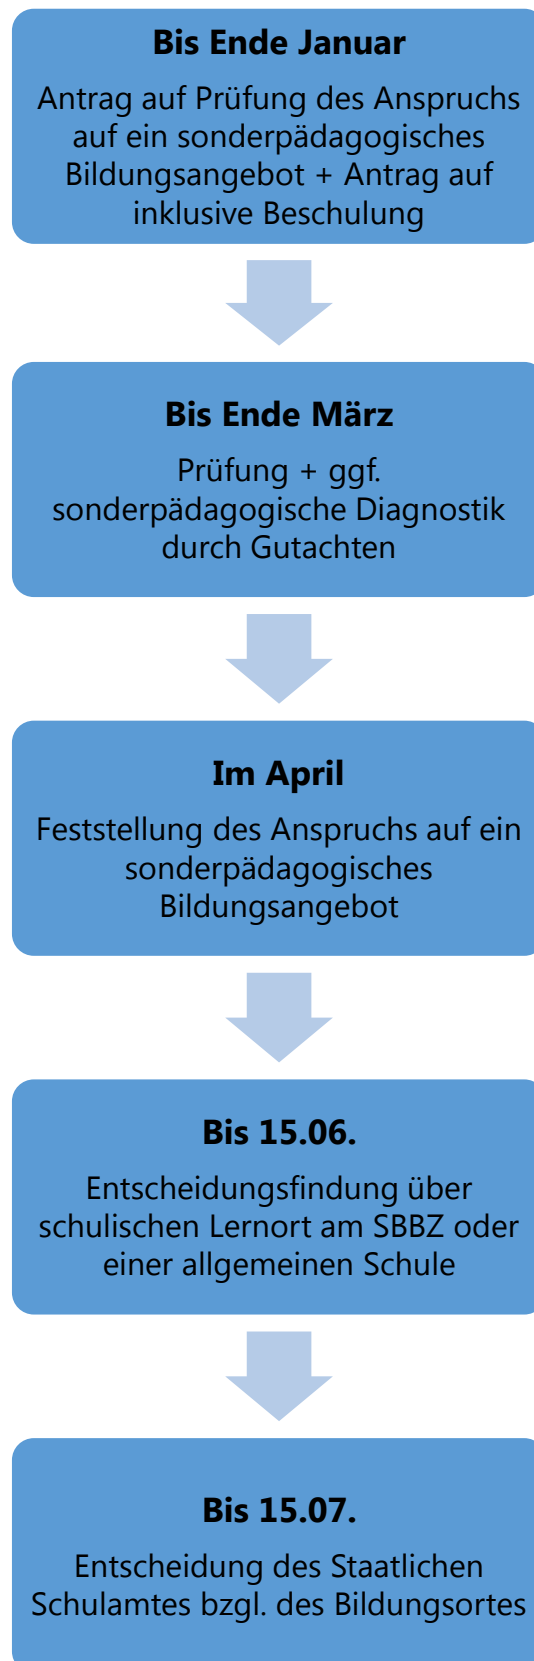 Bis Ende Januar
Antrag auf Prüfung des Anspruchs
auf ein sonderpädagogisches
Bildungsangebot + Antrag auf
inklusive Beschulung
Bis Ende März
Prüfung + ggf.
sonderpädagogische Diagnostik
durch Gutachten
Im April
Feststellung des Anspruchs auf ein
sonderpädagogisches
Bildungsangebot
Bis 15.06.
Entscheidungsfindung über
schulischen Lernort am SBBZ oder
einer allgemeinen Schule
Bis 15.07.
Entscheidung des Staatlichen
Schulamtes bzgl. des Bildungsortes